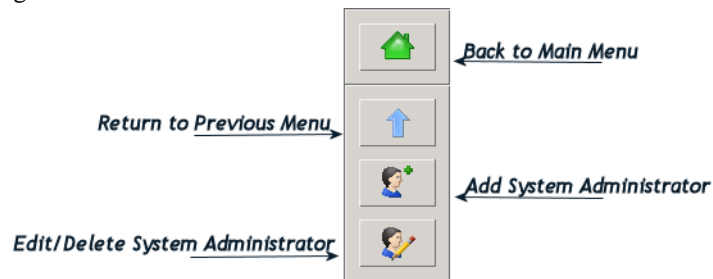 Back to Main Menu
Return to Previous Menu
Add System Administrator
Edit/Delete System Administrator